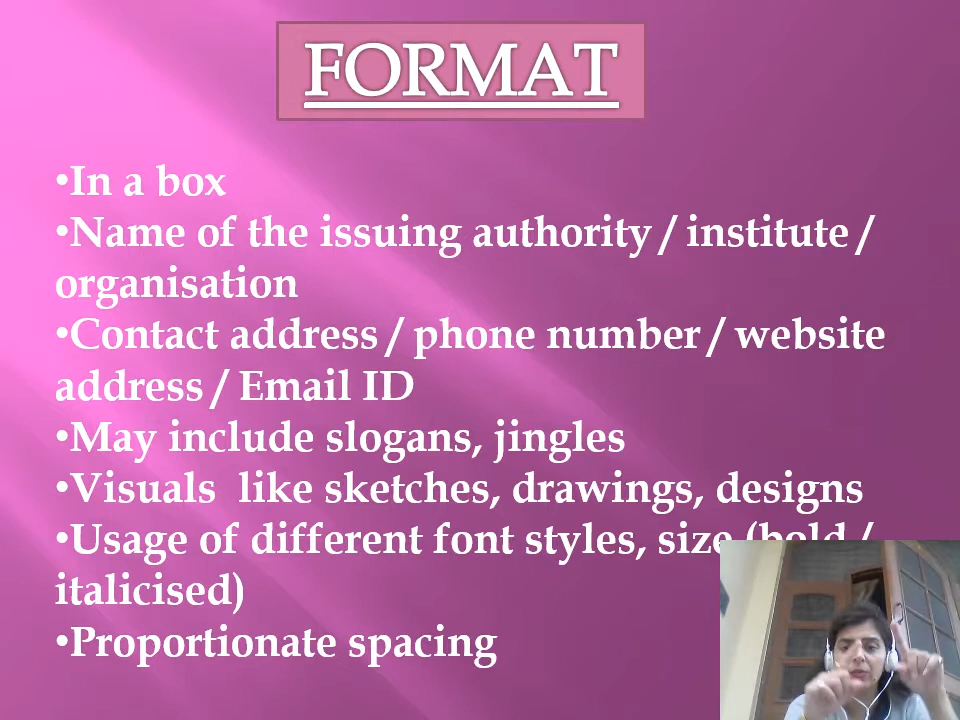 FORMAT
•In a box
•Name of the issuing authority / institute /
organisation
•Contact address / phone number / website
address / Email ID
•May include slogans, jingles
•Visuals  like sketches, drawings, designs
•Usage of different font styles, size (bold /
italicised)
•Proportionate spacing